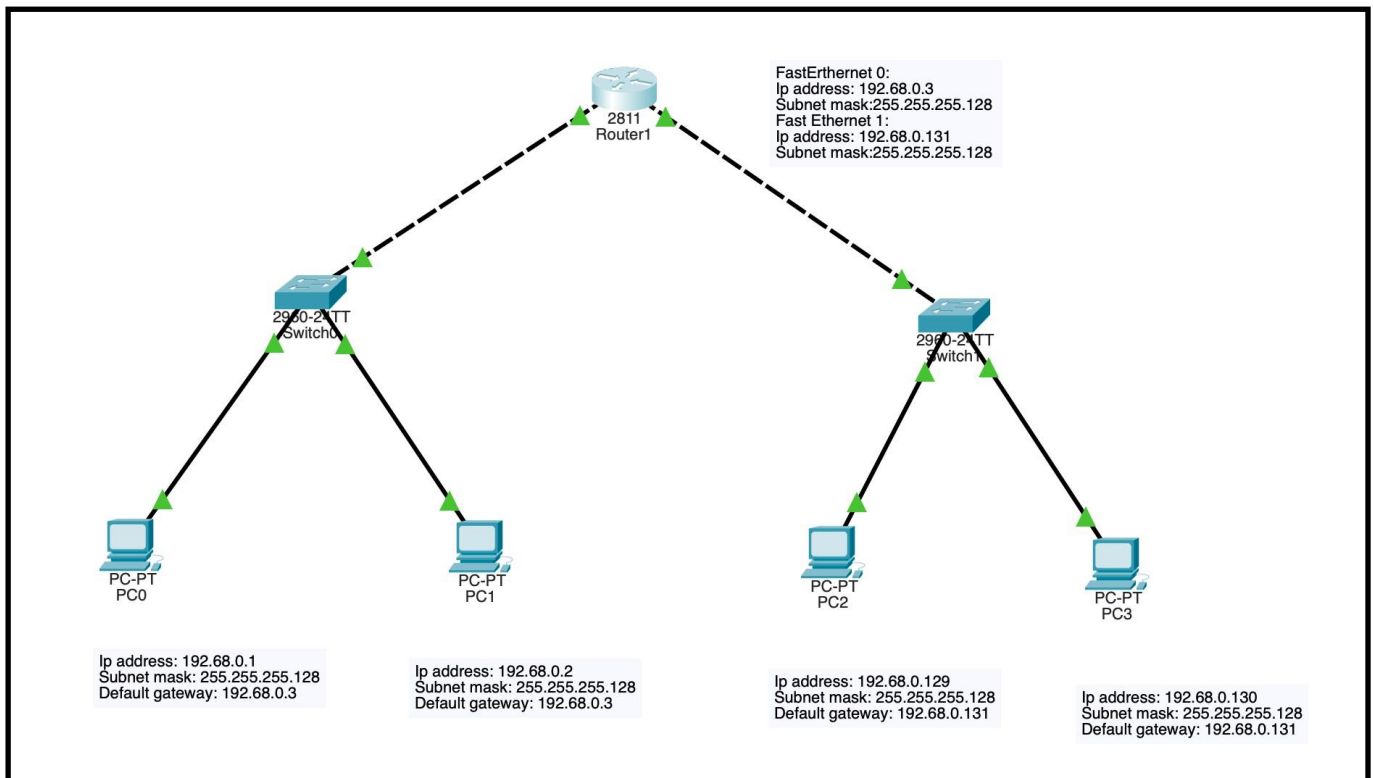 FastErthernet 0:
Ip address: 192.68.0.3
Subnet mask:255.255.255.128
Fast Ethernet 1:
Ip address: 192.68.0.131
Subnet mask:255.255.255.128
2811
Router1
2960-24TT
Switch0
2960-24TT
Switch1
PC-PT
PC0
PC-PT
PC1
PC-PT
PC2
PC-PT
PC3
Ip address: 192.68.0.1
Subnet mask: 255.255.255.128
Default gateway: 192.68.0.3
Ip address: 192.68.0.2
Subnet mask: 255.255.255.128
Default gateway: 192.68.0.3
Ip address: 192.68.0.129
Subnet mask: 255.255.255.128
Default gateway: 192.68.0.131
Ip address: 192.68.0.130
Subnet mask: 255.255.255.128
Default gateway: 192.68.0.131